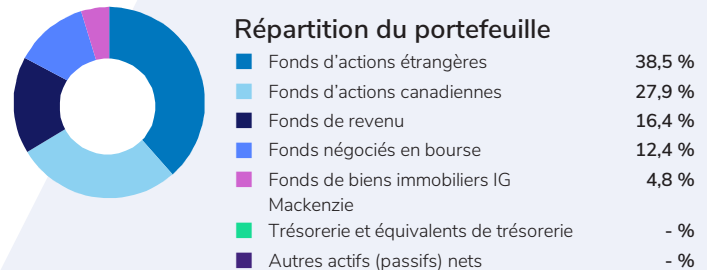 Répartition du portefeuille
Fonds d'actions étrangères 38,5 %
Fonds d'actions canadiennes 27,9 %
Fonds de revenu 16,4 %
Fonds négociés en bourse 12,4 %
Fonds de biens immobiliers IG 4,8 %
Mackenzie
Trésorerie et équivalents de trésorerie - %
Autres actifs (passifs) nets - %